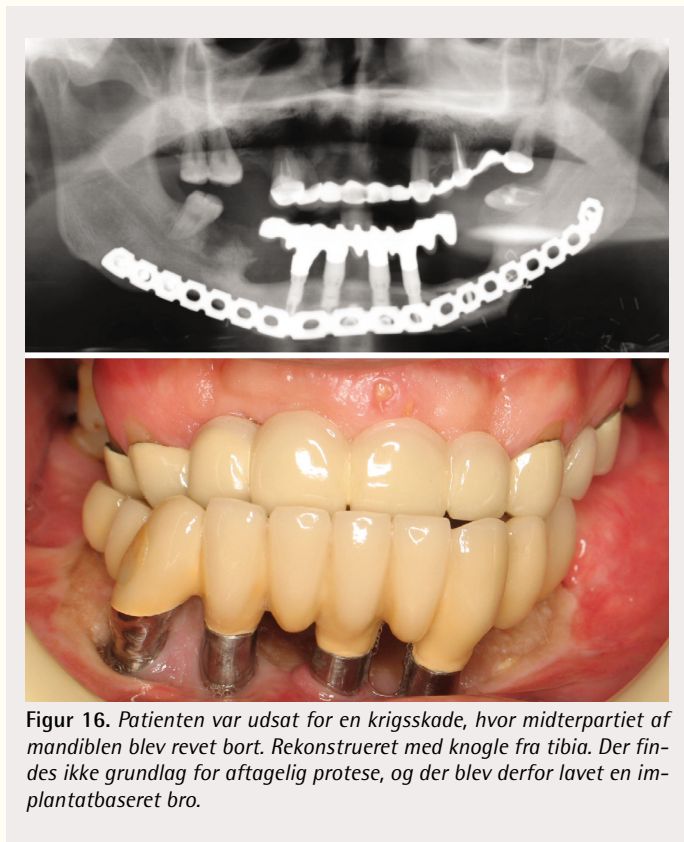 Figur 16. Patienten var udsat for en krigsskade, hvor midterpartiet af
mandiblen blev revet bort. Rekonstrueret med knogle fra tibia. Der fin-
des ikke grundlag for aftagelig protese, og der blev derfor lavet en im-
plantatbaseret bro.